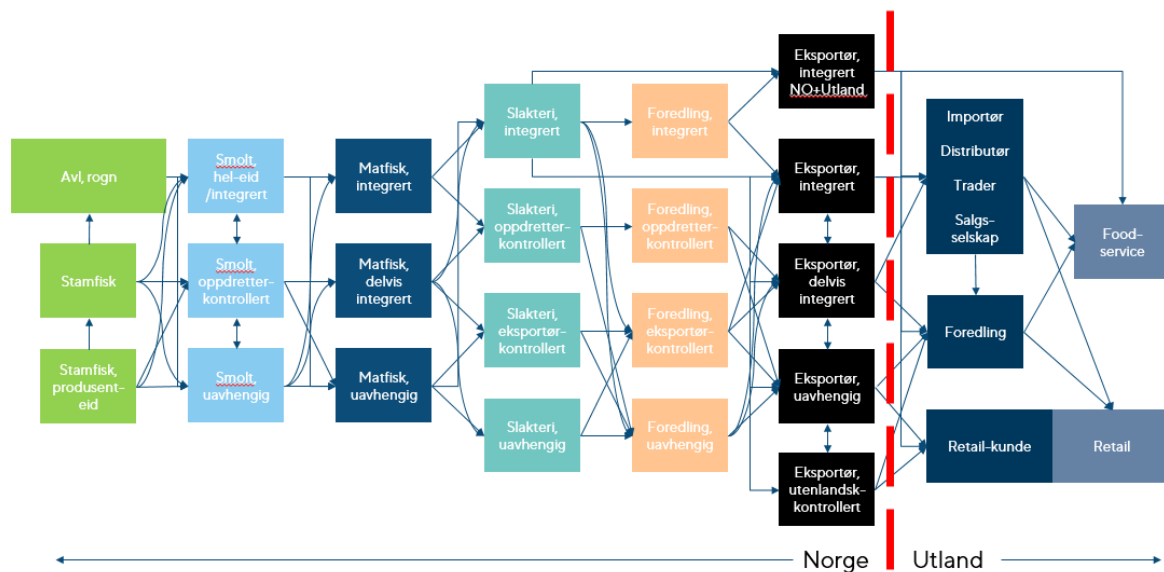 Avl, rogn
Stamfisk
Stamfisk,
produsent-
eid
Smolt,
hel-eid
/integrert
Smolt,
oppdretter-
kontrollert
Smolt,
uavhengig
Matfisk,
integrert
Matfisk,
delvis
integrert
Matfisk,
uavhengig
Slakteri,
integrert
Slakteri,
oppdretter-
kontrollert
Slakteri,
eksportør-
kontrollert
Slakteri,
uavhengig
Foredling,
integrert
Foredling,
oppdretter-
kontrollert
Foredling,
eksportør-
kontrollert
Foredling,
uavhengig
Eksportør,
integrert
NO+Utland
Eksportør,
integrert
Eksportør,
delvis
integrert
Eksportør,
uavhengig
Eksportør,
utenlandsk-
kontrollert
Importør
Distributør
Trader
Salgs-
selskap
Foredling
Retail-kunde
Food-
service
Retail
Norge
Utland